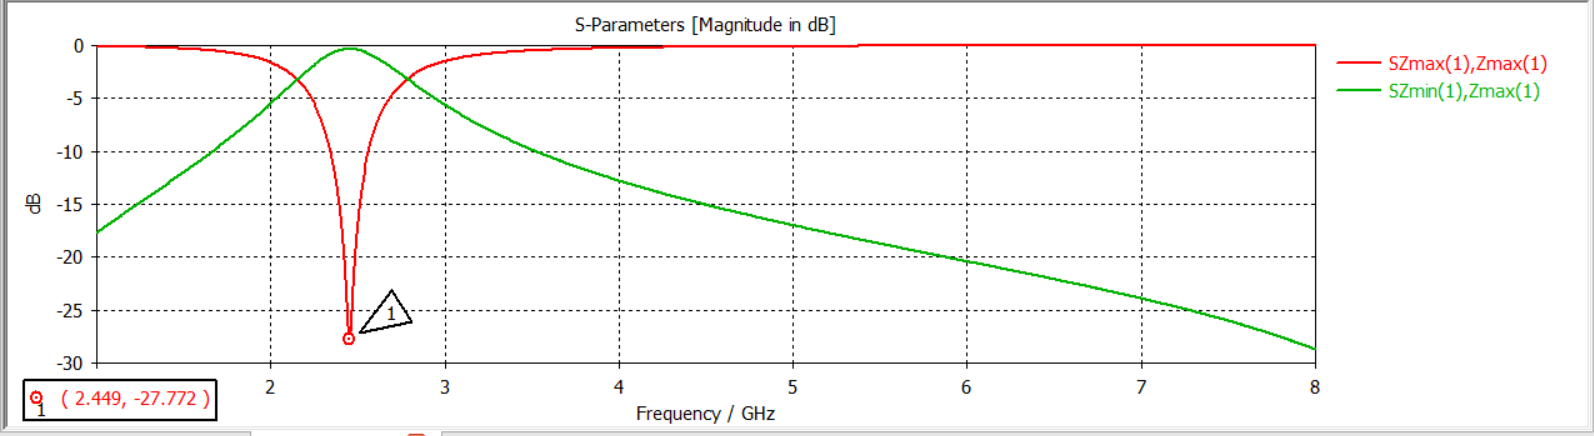 S-Parameters [Magnitude in dB]
0
-5
-10
-15
-20
-25
-30
dB
SZmax(1),Zmax(1)
SZmin(1),Zmax(1)
1
2
3
4
5
6
7
8
Frequency / GHz
1 ( 2.449, -27.772 )